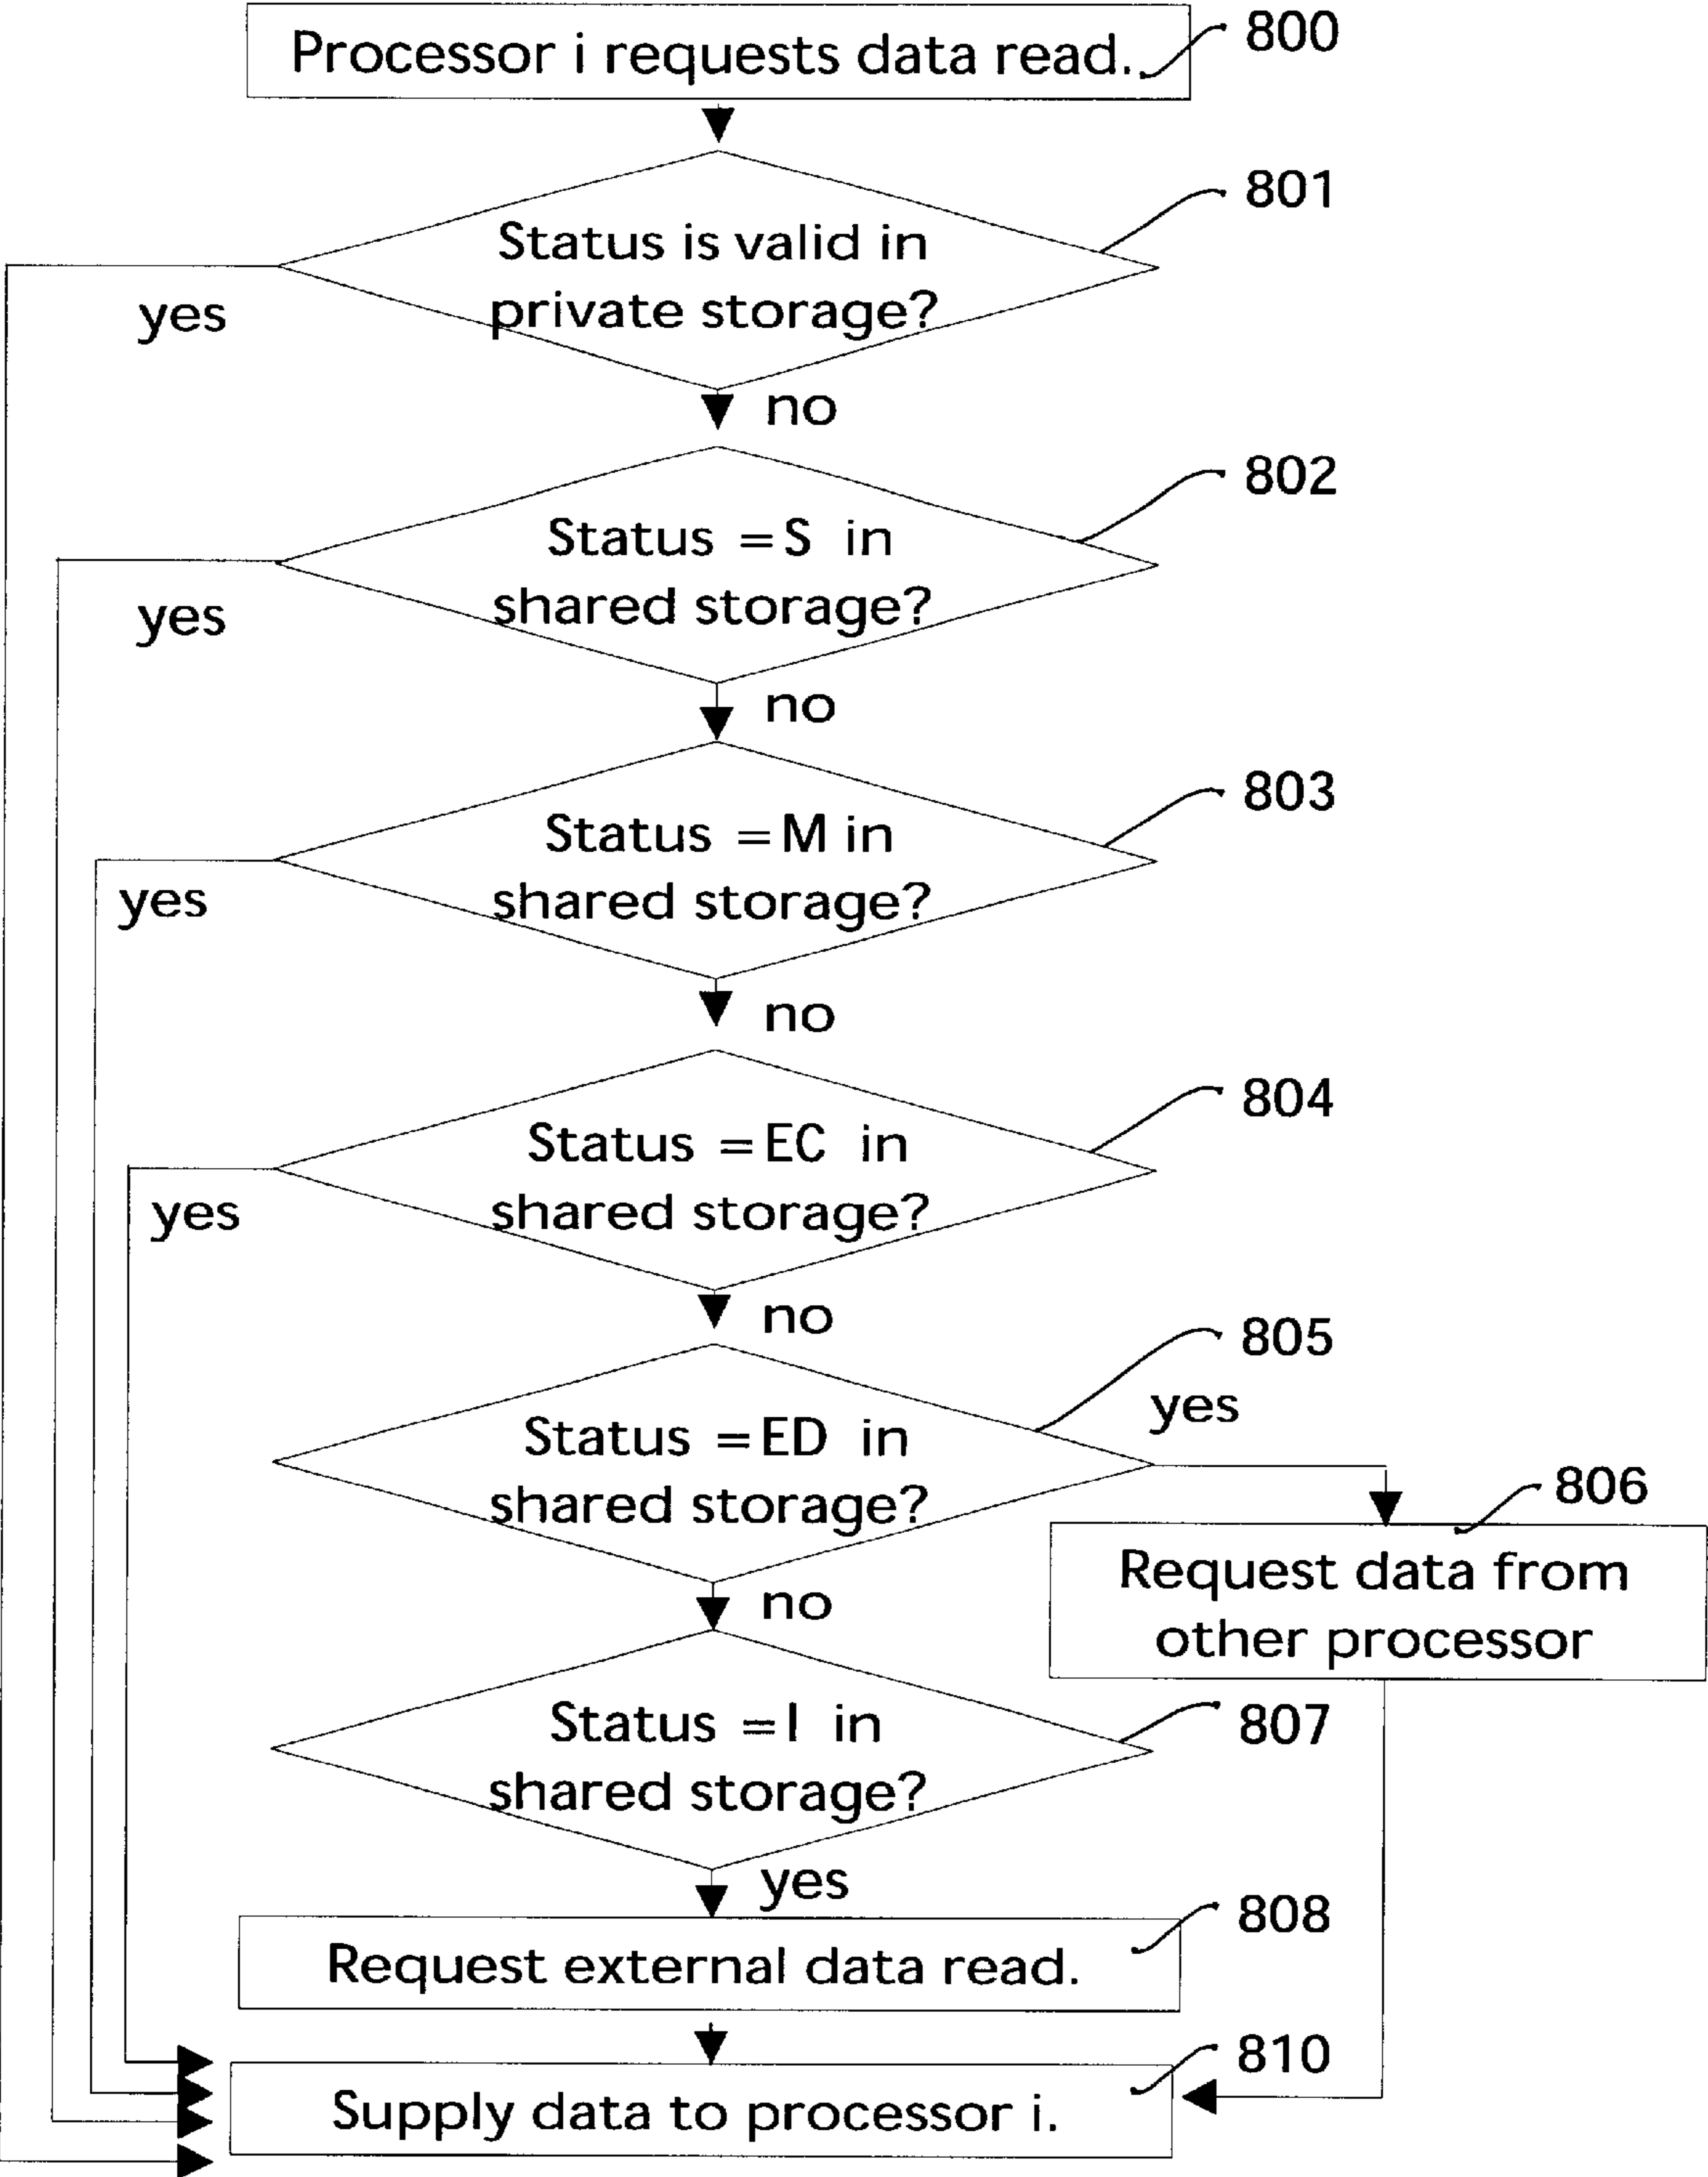 Processor i requests data read.
800
801
Status is valid in
private storage?
yes
no
802
Status = S in
shared storage?
yes
no
803
Status = M in
shared storage?
yes
no
804
Status = EC in
shared storage?
yes
no
805
yes
Status = ED in
shared storage?
806
Request data from
other processor
no
Status = I in
shared storage?
807
yes
808
Request external data read.
810
Supply data to processor i.